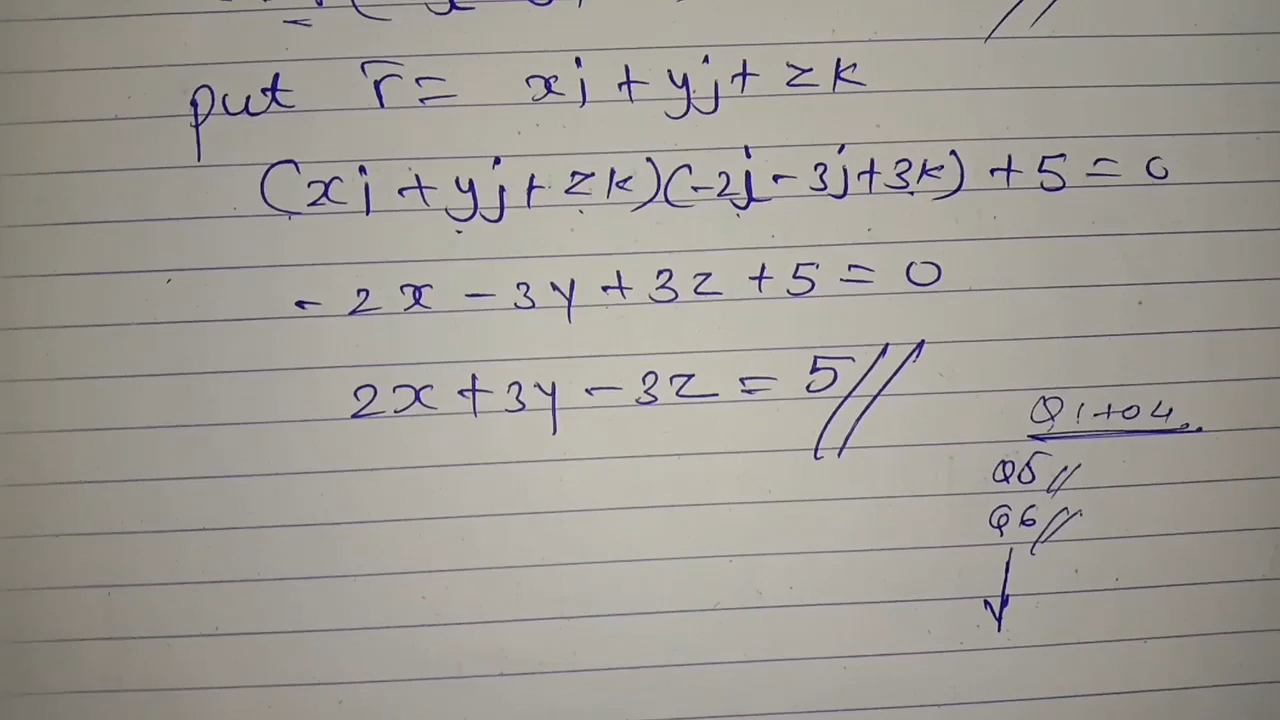 put r̅ = xi + yj + zk
(xi + yj + zk)(-2i - 3j + 3k) + 5 = 0
- 2x - 3y + 3z + 5 = 0
2x + 3y - 3z = 5//
Q1 to 4
Q5//
Q6//